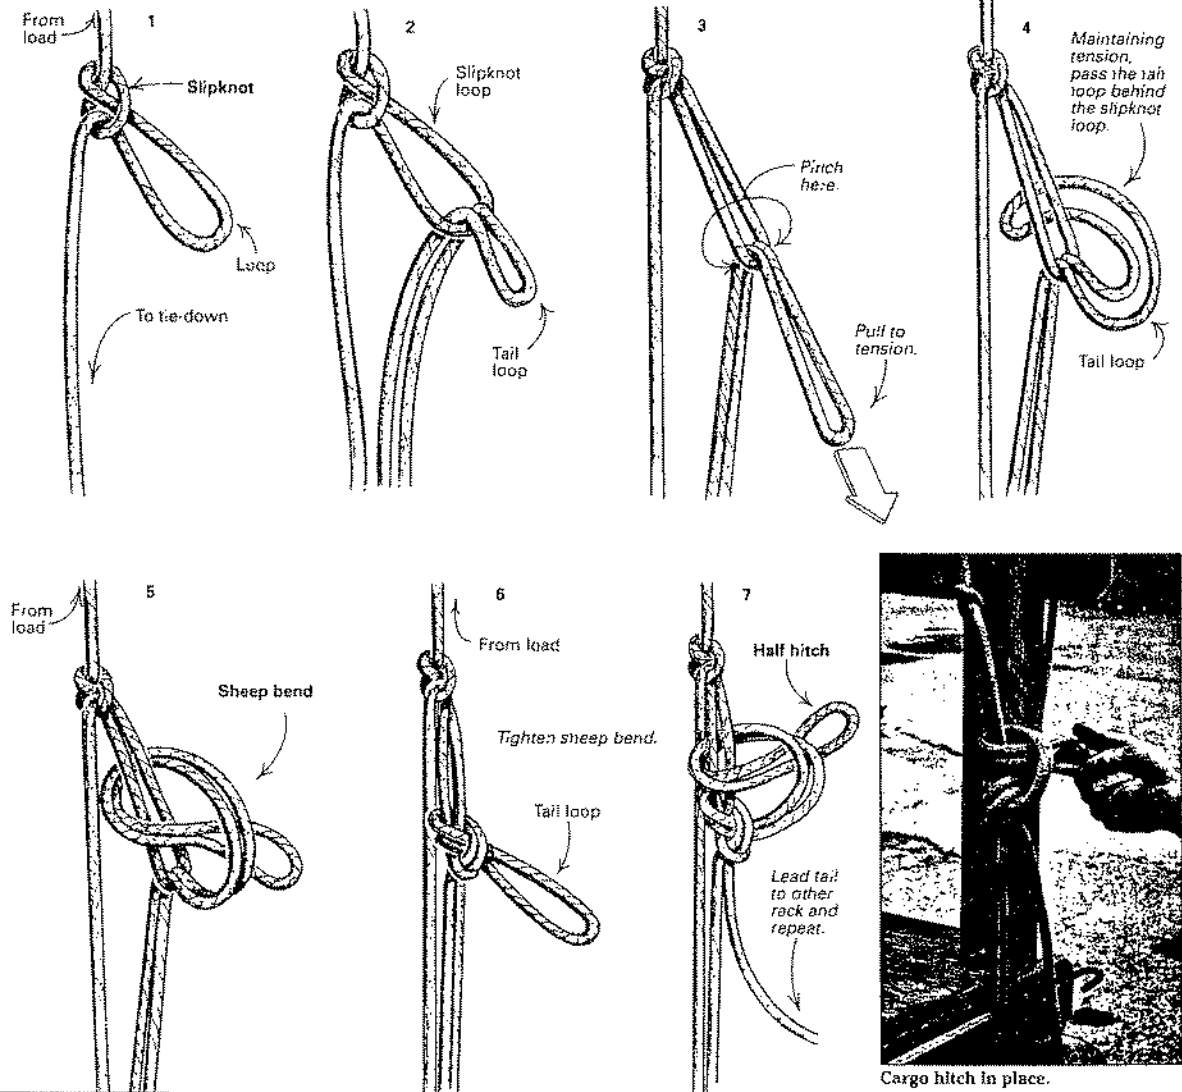 1
From
load
Slipknot
Loop
To tie-down
2
Slipknot
loop
Tail
loop
3
Pinch
here.
Pull to
tension.
4
Maintaining
tension,
pass the tail
loop behind
the slipknot
loop.
Tail loop
5
From
load
Sheep bend
6
From load
Tighten sheep bend.
Tail loop
7
Half hitch
Lead tail
to other
rack and
repeat.
Cargo hitch in place.